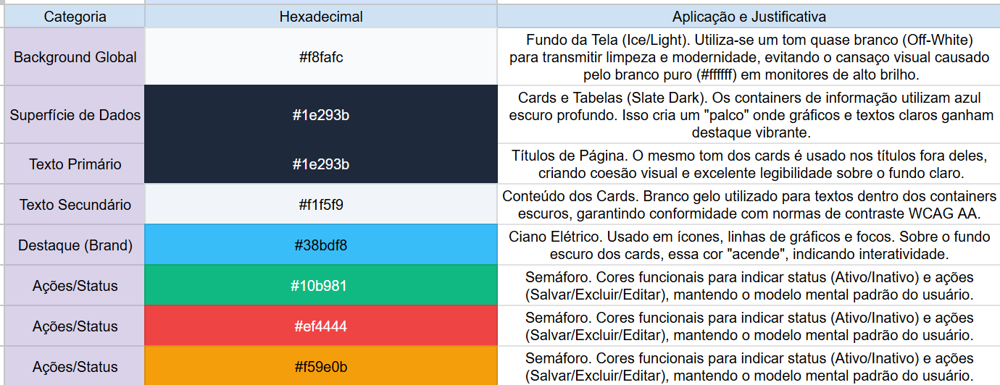 Categoria
Hexadecimal
Aplicação e Justificativa
Background Global
#f8fafc
Fundo da Tela (Ice/Light). Utiliza-se um tom quase branco (Off-White)
para transmitir limpeza e modernidade, evitando o cansaço visual causado
pelo branco puro (#ffffff) em monitores de alto brilho.
Superfície de Dados
#1e293b
Cards e Tabelas (Slate Dark). Os containers de informação utilizam azul
escuro profundo. Isso cria um "palco" onde gráficos e textos claros ganham
destaque vibrante.
Texto Primário
#1e293b
Títulos de Página. O mesmo tom dos cards é usado nos títulos fora deles,
criando coesão visual e excelente legibilidade sobre o fundo claro.
Texto Secundário
#f1f5f9
Conteúdo dos Cards. Branco gelo utilizado para textos dentro dos containers
escuros, garantindo conformidade com normas de contraste WCAG AA.
Destaque (Brand)
#38bdf8
Ciano Elétrico. Usado em ícones, linhas de gráficos e focos. Sobre o fundo
escuro dos cards, essa cor "acende", indicando interatividade.
Ações/Status
#10b981
Semáforo. Cores funcionais para indicar status (Ativo/Inativo) e ações
(Salvar/Excluir/Editar), mantendo o modelo mental padrão do usuário.
Ações/Status
#ef4444
Semáforo. Cores funcionais para indicar status (Ativo/Inativo) e ações
(Salvar/Excluir/Editar), mantendo o modelo mental padrão do usuário.
Ações/Status
#f59e0b
Semáforo. Cores funcionais para indicar status (Ativo/Inativo) e ações
(Salvar/Excluir/Editar), mantendo o modelo mental padrão do usuário.